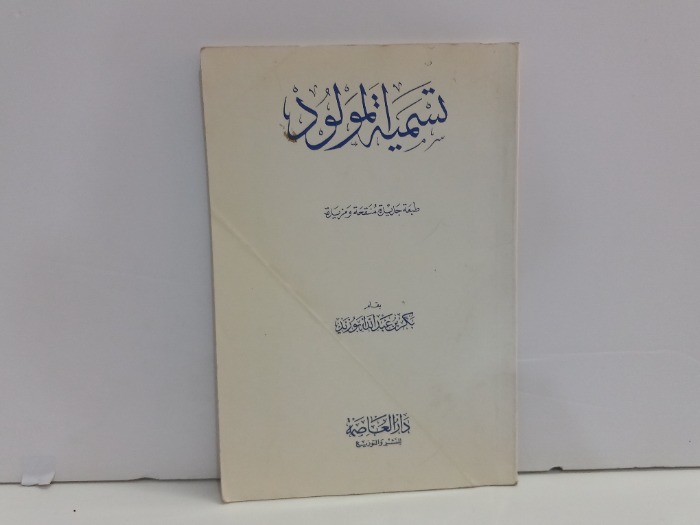 تسمية المولود
طبعة جديدة منقحة ومزيدة
بقلم
بكر بن عبد الله أبو زيد
دار العاصمة
للنشر والتوزيع